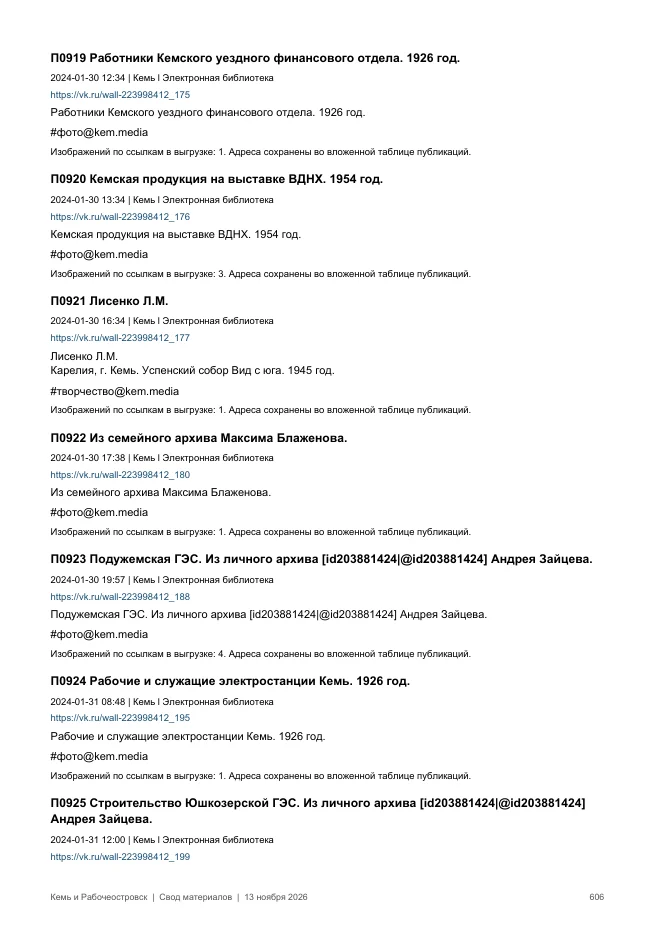 П0919 Работники Кемского уездного финансового отдела. 1926 год.
2024-01-30 12:34 | Кемь I Электронная библиотека
https://vk.ru/wall-223998412_175
Работники Кемского уездного финансового отдела. 1926 год.
#фото@kem.media
Изображений по ссылкам в выгрузке: 1. Адреса сохранены во вложенной таблице публикаций.
П0920 Кемская продукция на выставке ВДНХ. 1954 год.
2024-01-30 13:34 | Кемь I Электронная библиотека
https://vk.ru/wall-223998412_176
Кемская продукция на выставке ВДНХ. 1954 год.
#фото@kem.media
Изображений по ссылкам в выгрузке: 3. Адреса сохранены во вложенной таблице публикаций.
П0921 Лисенко Л.М.
2024-01-30 16:34 | Кемь I Электронная библиотека
https://vk.ru/wall-223998412_177
Лисенко Л.М.
Карелия, г. Кемь. Успенский собор Вид с юга. 1945 год.
#творчество@kem.media
Изображений по ссылкам в выгрузке: 1. Адреса сохранены во вложенной таблице публикаций.
П0922 Из семейного архива Максима Блаженова.
2024-01-30 17:38 | Кемь I Электронная библиотека
https://vk.ru/wall-223998412_180
Из семейного архива Максима Блаженова.
#фото@kem.media
Изображений по ссылкам в выгрузке: 1. Адреса сохранены во вложенной таблице публикаций.
П0923 Подужемская ГЭС. Из личного архива [id203881424|@id203881424] Андрея Зайцева.
2024-01-30 19:57 | Кемь I Электронная библиотека
https://vk.ru/wall-223998412_188
Подужемская ГЭС. Из личного архива [id203881424|@id203881424] Андрея Зайцева.
#фото@kem.media
Изображений по ссылкам в выгрузке: 4. Адреса сохранены во вложенной таблице публикаций.
П0924 Рабочие и служащие электростанции Кемь. 1926 год.
2024-01-31 08:48 | Кемь I Электронная библиотека
https://vk.ru/wall-223998412_195
Рабочие и служащие электростанции Кемь. 1926 год.
#фото@kem.media
Изображений по ссылкам в выгрузке: 1. Адреса сохранены во вложенной таблице публикаций.
П0925 Строительство Юшкозерской ГЭС. Из личного архива [id203881424|@id203881424]
Андрея Зайцева.
2024-01-31 12:00 | Кемь I Электронная библиотека
https://vk.ru/wall-223998412_199
Кемь и Рабочеостровск | Свод материалов | 13 ноября 2026
606